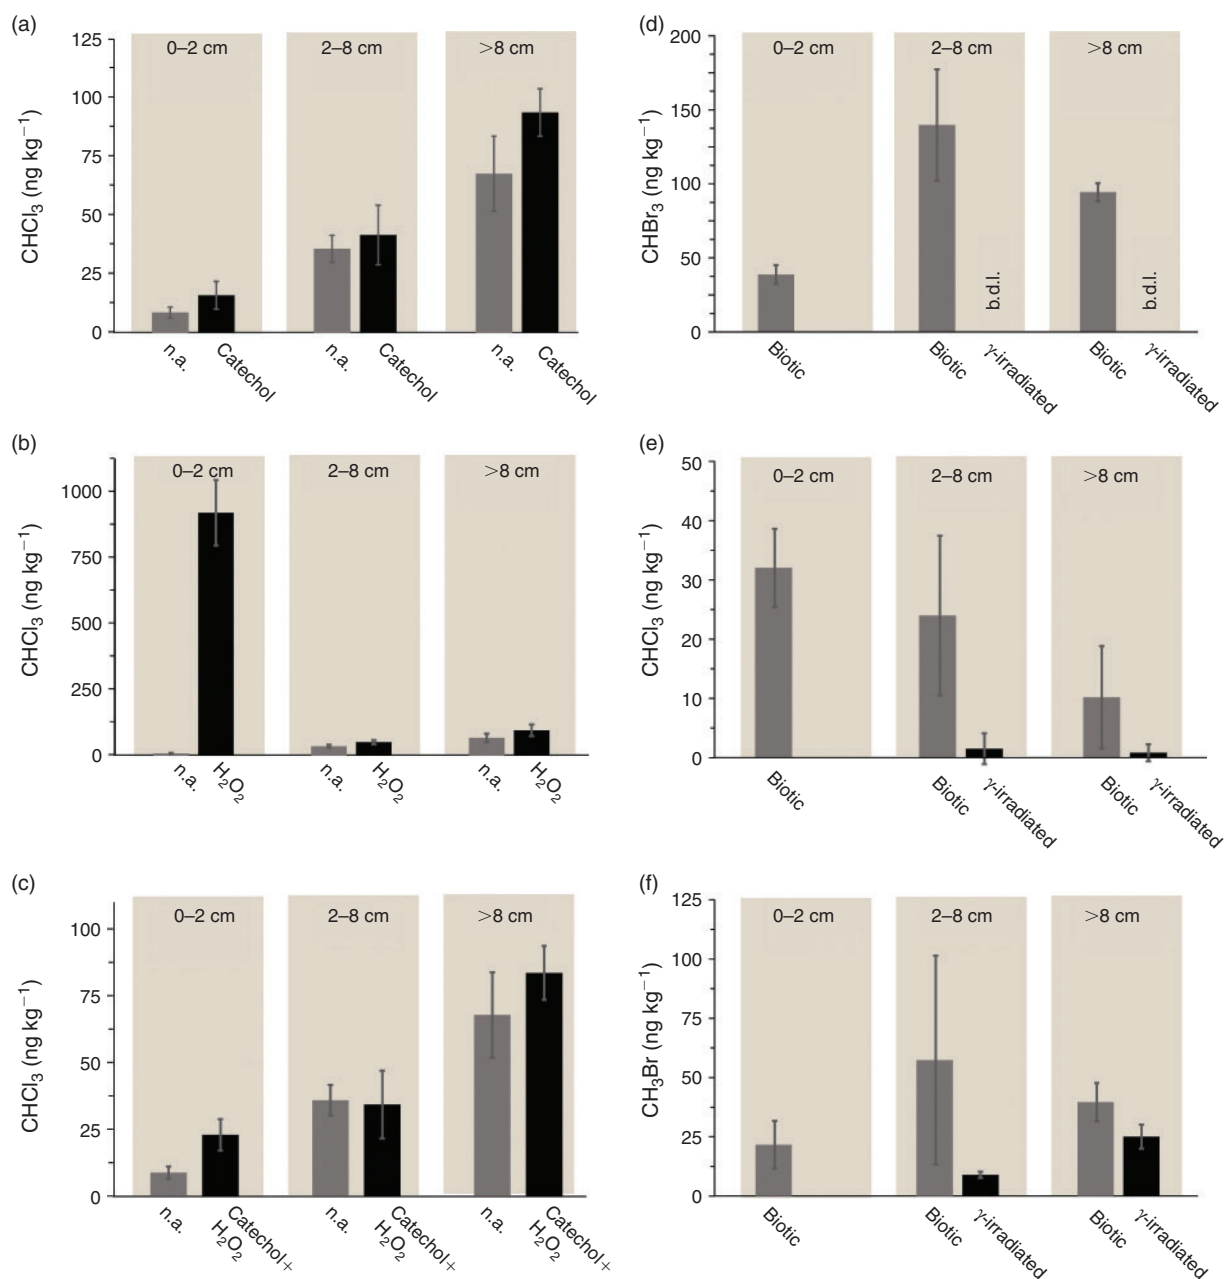 (a)
CHCl₃ (ng kg⁻¹)
125
100
75
50
25
0
0–2 cm
2–8 cm
>8 cm
n.a.
Catechol
n.a.
Catechol
n.a.
Catechol
(b)
CHCl₃ (ng kg⁻¹)
1000
750
500
250
0
0–2 cm
2–8 cm
>8 cm
n.a.
H₂O₂
n.a.
H₂O₂
n.a.
H₂O₂
(c)
CHCl₃ (ng kg⁻¹)
100
75
50
25
0
0–2 cm
2–8 cm
>8 cm
n.a.
Catechol+
H₂O₂
n.a.
Catechol+
H₂O₂
n.a.
Catechol+
H₂O₂
(d)
CHBr₃ (ng kg⁻¹)
200
150
100
50
0
0–2 cm
2–8 cm
>8 cm
b.d.l.
b.d.l.
Biotic
Biotic
γ-irradiated
Biotic
γ-irradiated
(e)
CHCl₃ (ng kg⁻¹)
50
40
30
20
10
0
0–2 cm
2–8 cm
>8 cm
Biotic
Biotic
γ-irradiated
Biotic
γ-irradiated
(f)
CH₃Br (ng kg⁻¹)
125
100
75
50
25
0
0–2 cm
2–8 cm
>8 cm
Biotic
Biotic
γ-irradiated
Biotic
γ-irradiated